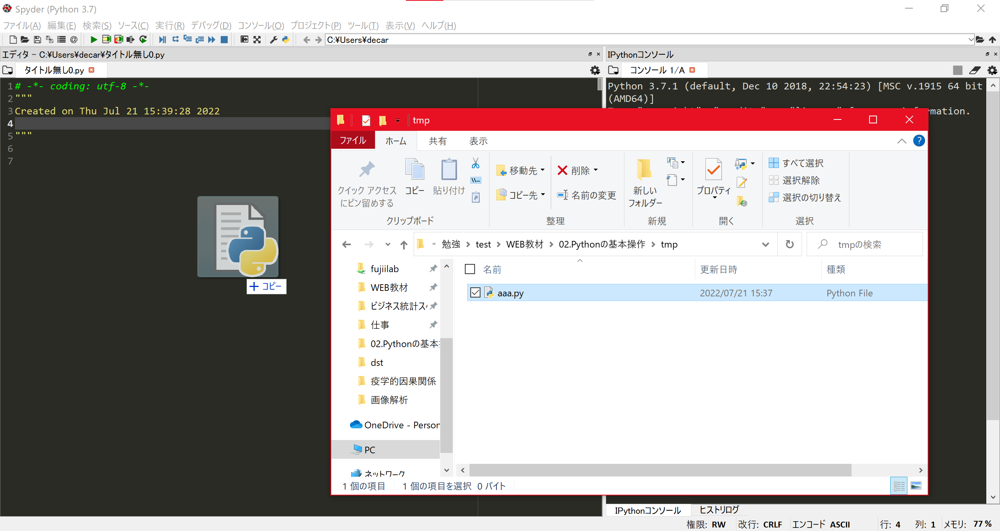 Spyder (Python 3.7)
ファイル(A) 編集(E) 検索(S) ソース(C) 実行(R) デバッグ(D) コンソール(O) プロジェクト(P) ツール(T) 表示(V) ヘルプ(H)
C:¥Users¥decar
エディタ - C:¥Users¥decar¥タイトル無し0.py
タイトル無し0.py
1 # -*- coding: utf-8 -*-
2 """
3 Created on Thu Jul 21 15:39:28 2022
4
5 """
6
7
+ コピー
IPythonコンソール
コンソール 1/A
Python 3.7.1 (default, Dec 10 2018, 22:54:23) [MSC v.1915 64 bit
(AMD64)]
tmp
ファイル ホーム 共有 表示
クイック アクセス
にピン留めする
コピー
貼り付け
クリップボード
移動先
コピー先
削除
名前の変更
整理
新しい
フォルダー
新規
プロパティ
開く
すべて選択
選択解除
選択の切り替え
選択
« 勉強 > test > WEB教材 > 02.Pythonの基本操作 > tmp
tmpの検索
fujiilab
WEB教材
ビジネス統計ス
仕事
02.Pythonの基本
dst
疫学的因果関係
画像解析
OneDrive - Person
PC
ネットワーク
名前 更新日時 種類
aaa.py 2022/07/21 15:37 Python File
1 個の項目 1 個の項目を選択 0 バイト
IPythonコンソール ヒストリログ
権限: RW 改行: CRLF エンコード ASCII 行: 4 列: 1 メモリ: 77 %